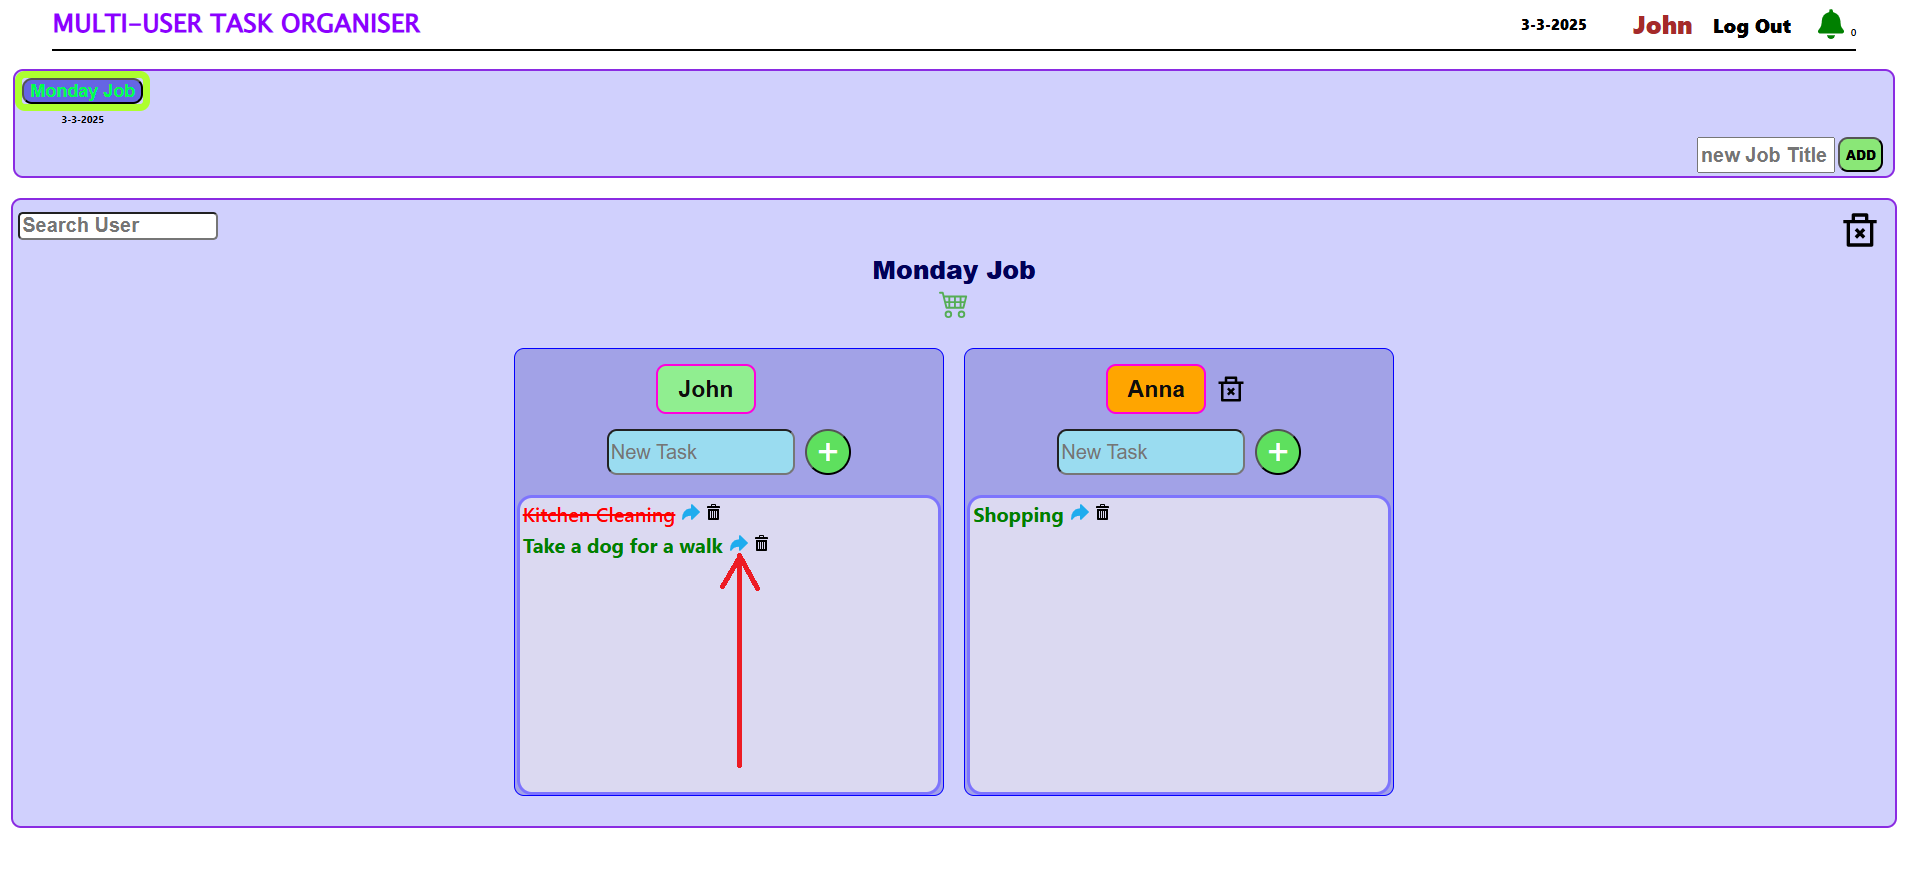 MULTI-USER TASK ORGANISER
3-3-2025 John Log Out 0
Monday Job
3-3-2025
new Job Title ADD
Search User
Monday Job
John
New Task +
Kitchen Cleaning
Take a dog for a walk
Anna
New Task +
Shopping